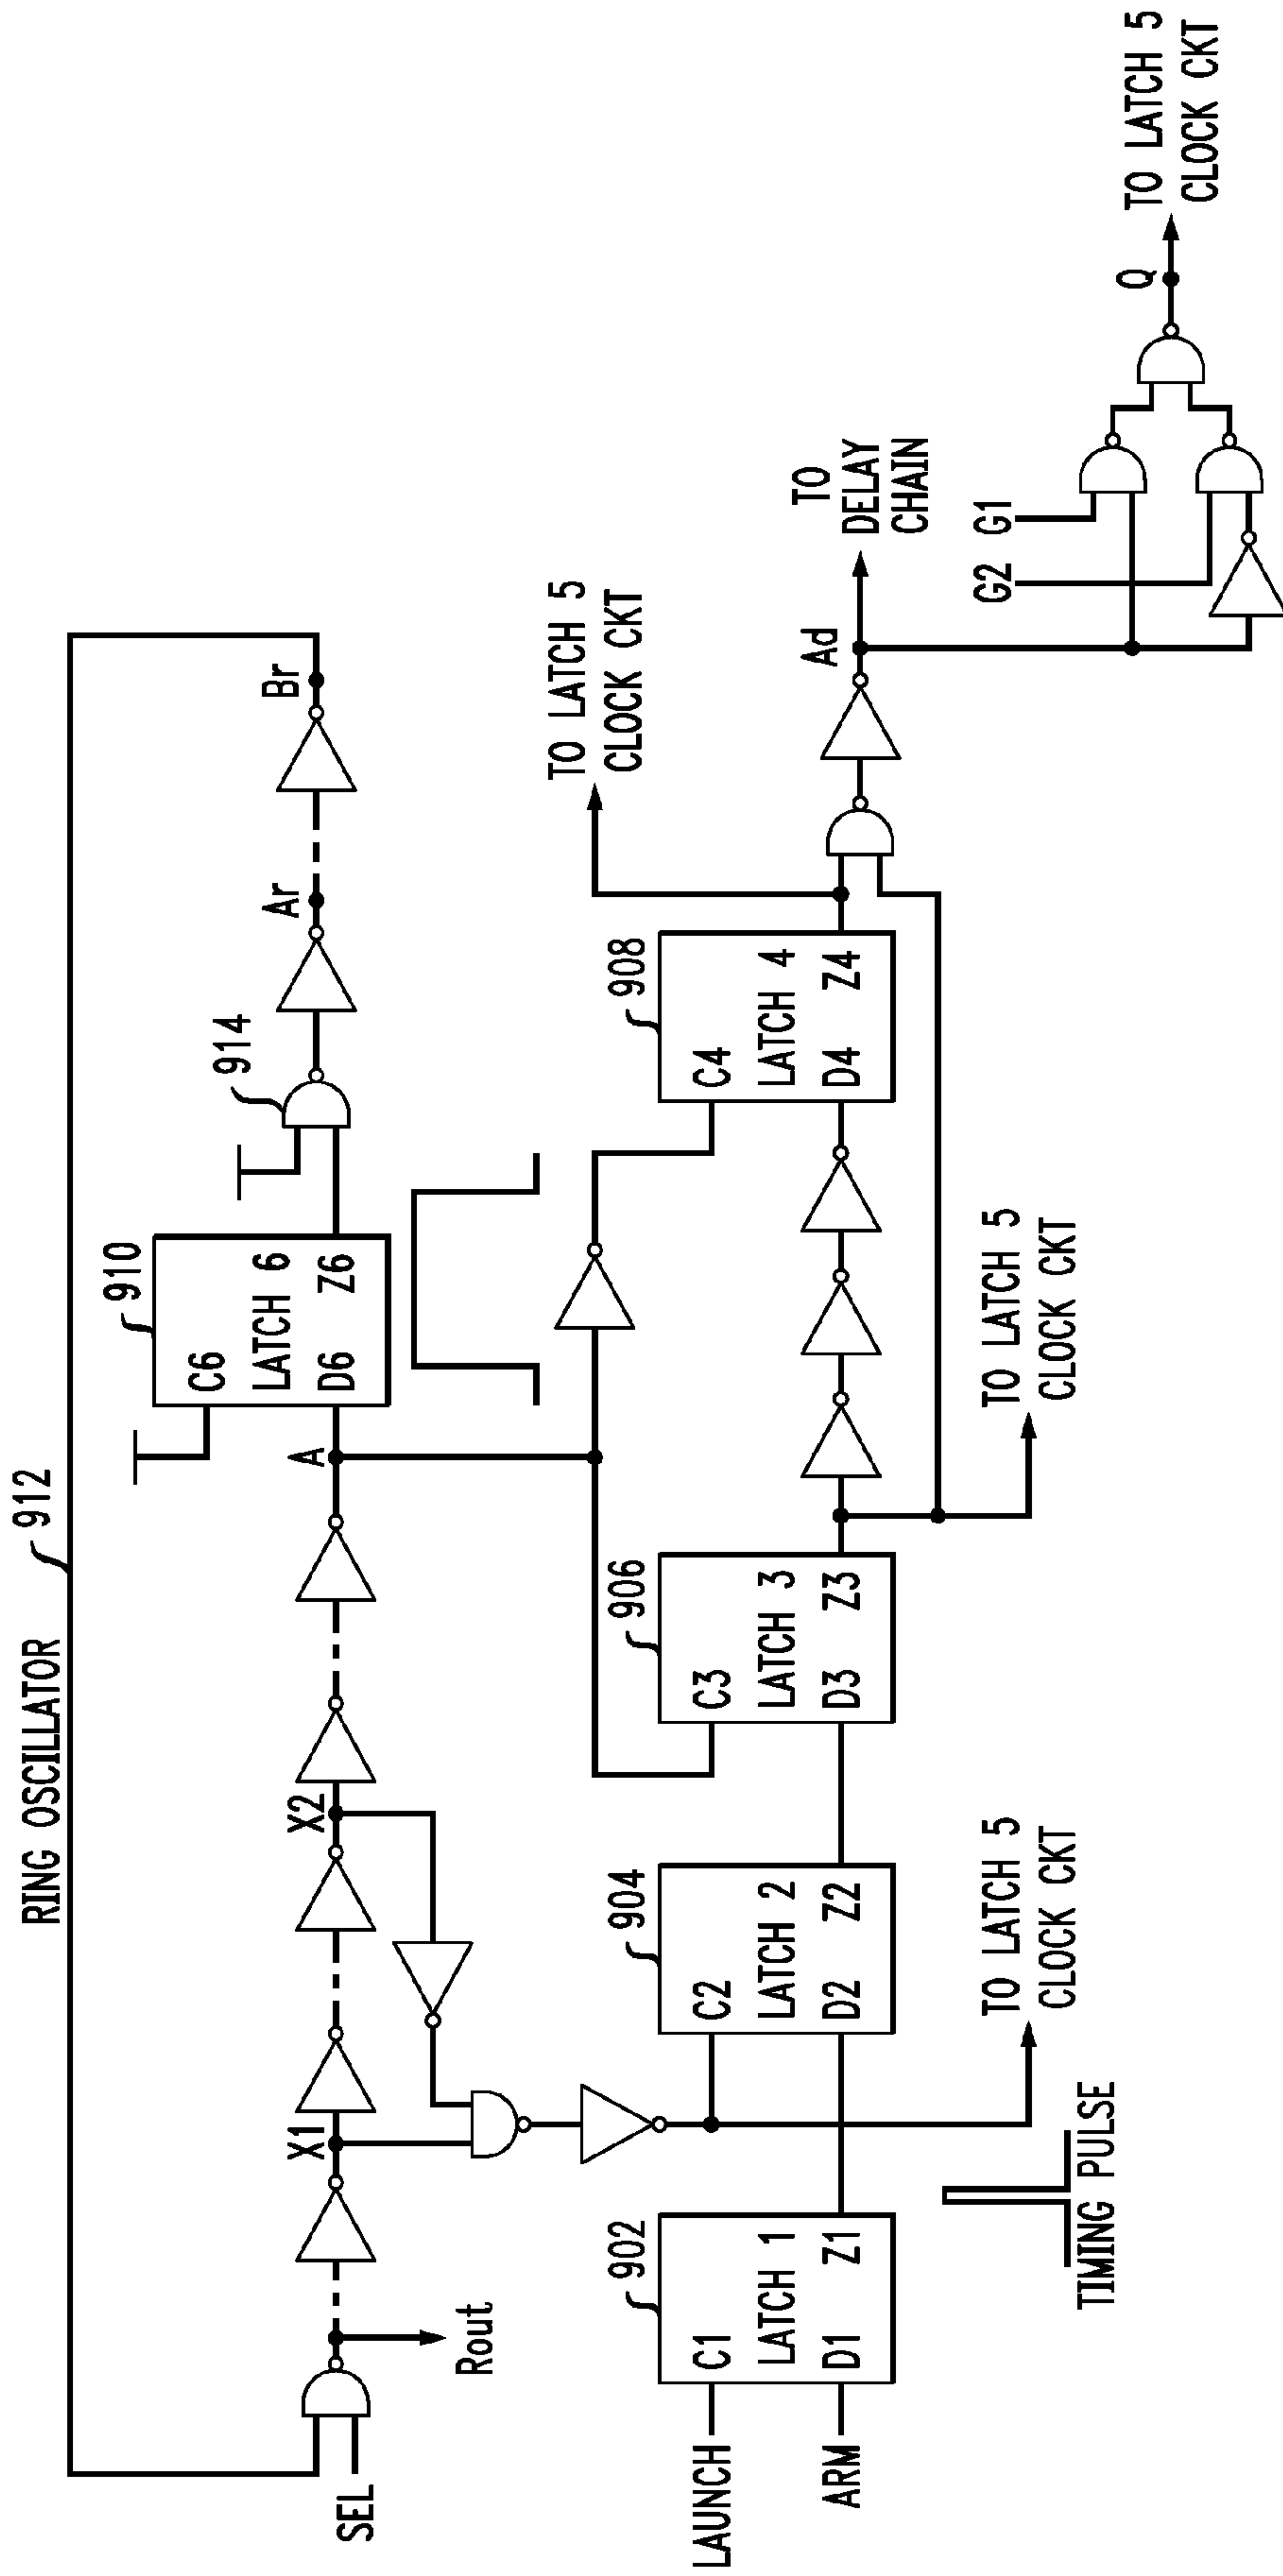 RING OSCILLATOR
912
SEL
Rout
X1
X2
A
910
C6
LATCH 6
D6 Z6
914
Ar
Br
LAUNCH
ARM
902
C1
LATCH 1
D1 Z1
904
C2
LATCH 2
D2 Z2
906
C3
LATCH 3
D3 Z3
908
C4
LATCH 4
D4 Z4
TO LATCH 5
CLOCK CKT
TIMING PULSE
TO LATCH 5
CLOCK CKT
TO LATCH 5
CLOCK CKT
Ad
TO
DELAY
CHAIN
G2 G1
Q
TO LATCH 5
CLOCK CKT